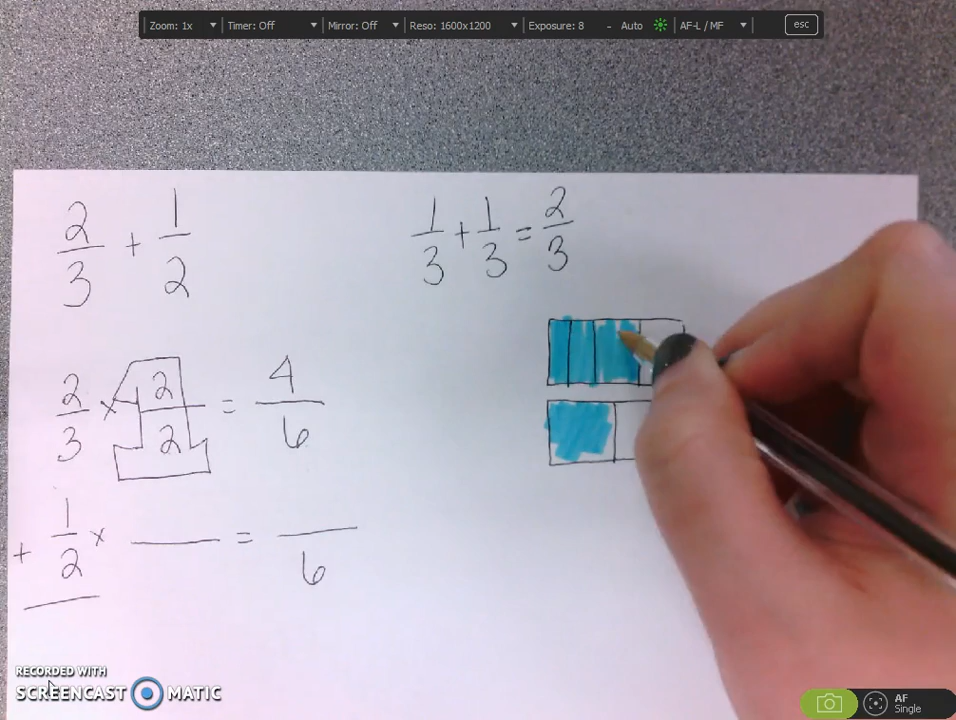 Zoom: 1x Timer: Off Mirror: Off Reso: 1600x1200 Exposure: 8 - Auto AF-L / MF esc
2/3 + 1/2
1/3 + 1/3 = 2/3
2/3 × 2/2 = 4/6
+ 1/2 × __ = __/6
RECORDED WITH
SCREENCAST MATIC
AF
Single